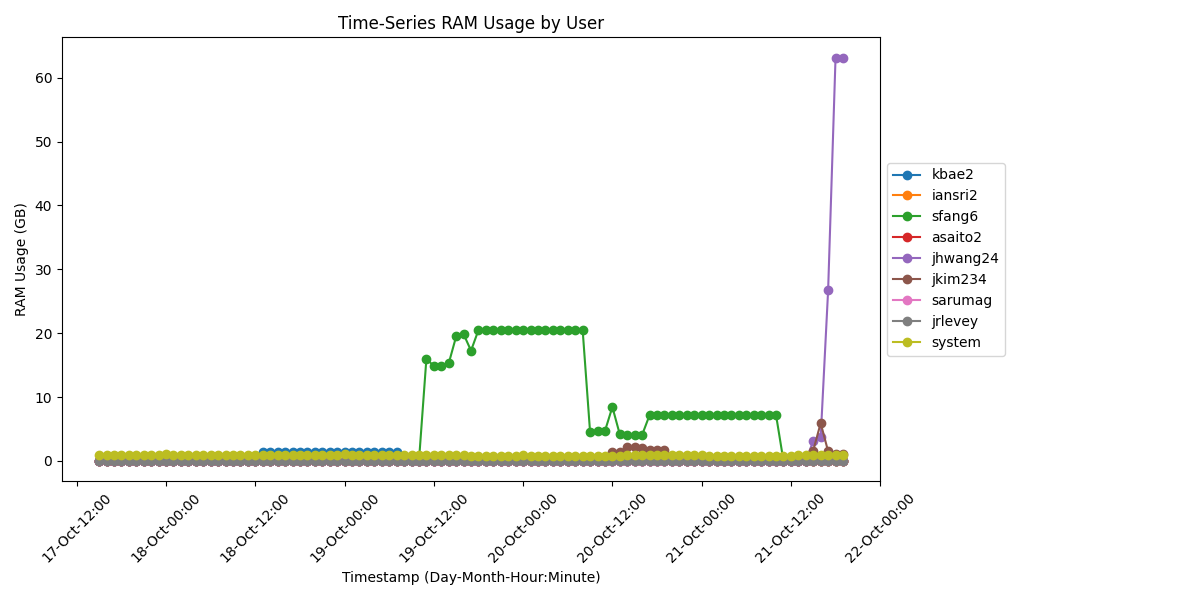 Time-Series RAM Usage by User
RAM Usage (GB)
60
50
40
30
20
10
0
17-Oct-12:00
18-Oct-00:00
18-Oct-12:00
19-Oct-00:00
19-Oct-12:00
20-Oct-00:00
20-Oct-12:00
21-Oct-00:00
21-Oct-12:00
22-Oct-00:00
Timestamp (Day-Month-Hour:Minute)
kbae2
iansri2
sfang6
asaito2
jhwang24
jkim234
sarumag
jrlevey
system